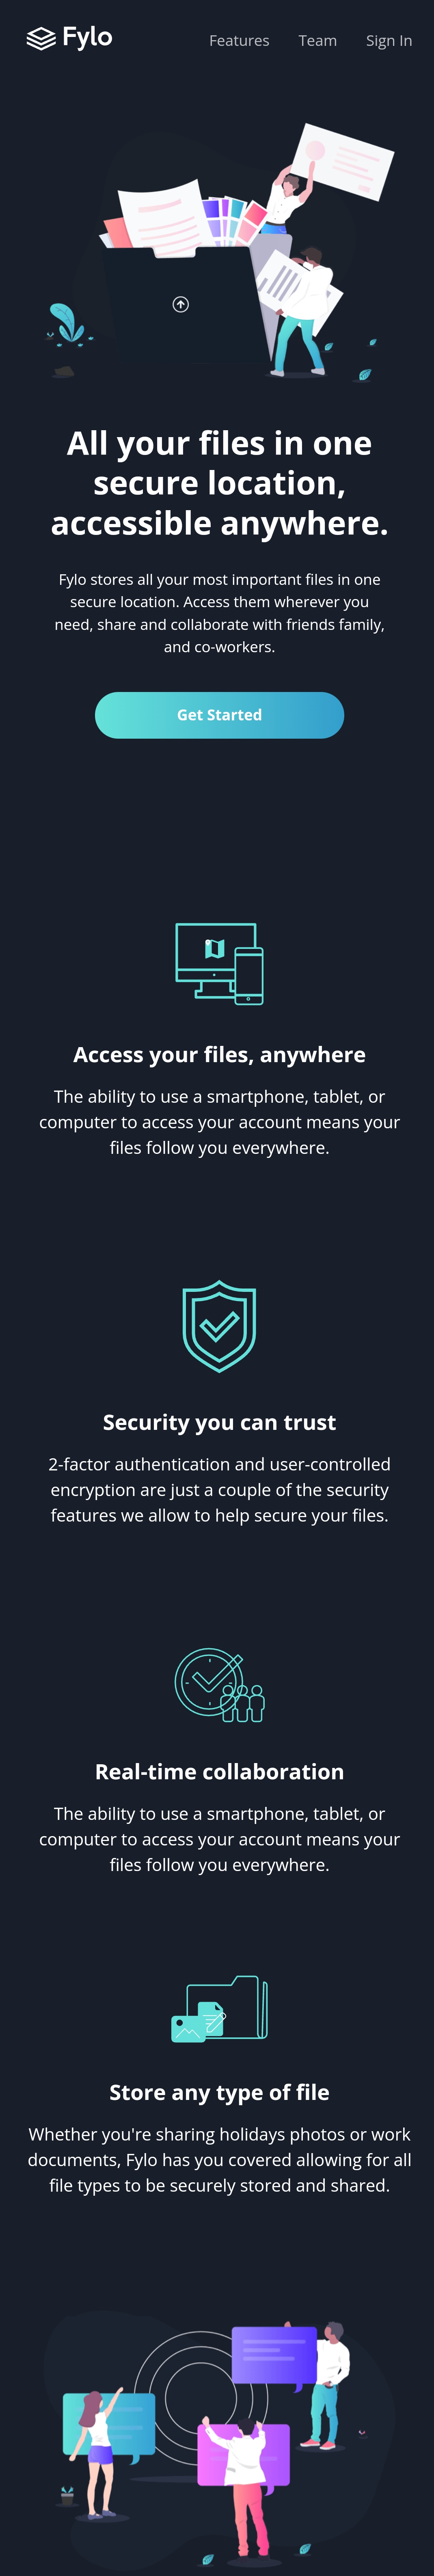 Fylo
Features Team Sign In
All your files in one
secure location,
accessible anywhere.
Fylo stores all your most important files in one
secure location. Access them wherever you
need, share and collaborate with friends family,
and co-workers.
Get Started
Access your files, anywhere
The ability to use a smartphone, tablet, or
computer to access your account means your
files follow you everywhere.
Security you can trust
2-factor authentication and user-controlled
encryption are just a couple of the security
features we allow to help secure your files.
Real-time collaboration
The ability to use a smartphone, tablet, or
computer to access your account means your
files follow you everywhere.
Store any type of file
Whether you're sharing holidays photos or work
documents, Fylo has you covered allowing for all
file types to be securely stored and shared.